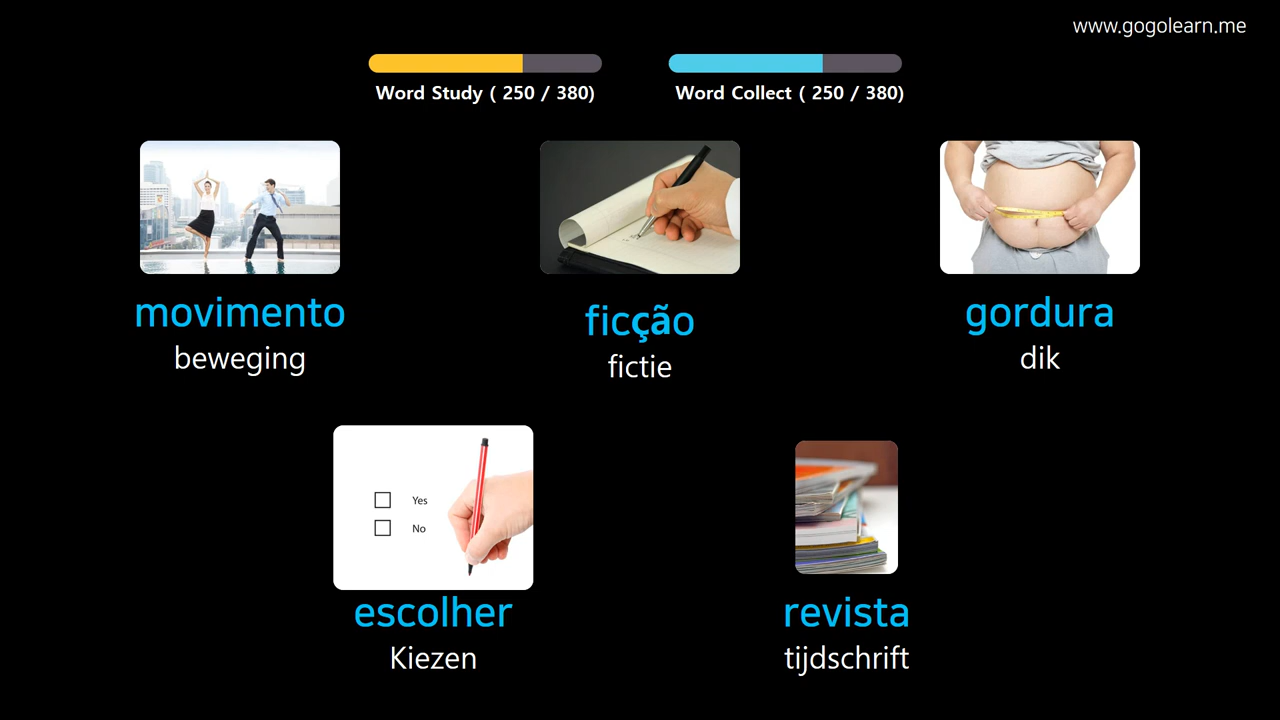 www.gogolearn.me
Word Study ( 250 / 380)
Word Collect ( 250 / 380)
movimento
beweging
ficção
fictie
gordura
dik
Yes
No
escolher
Kiezen
revista
tijdschrift